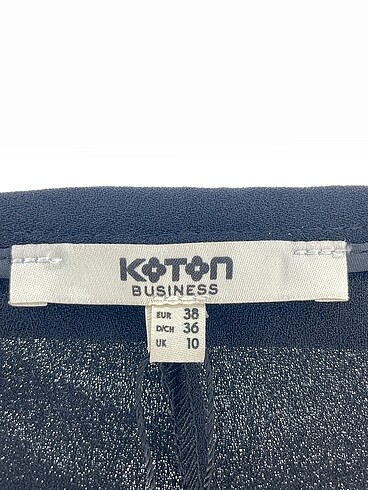 KOTON
BUSINESS
EUR 38
D/CH 36
UK 10